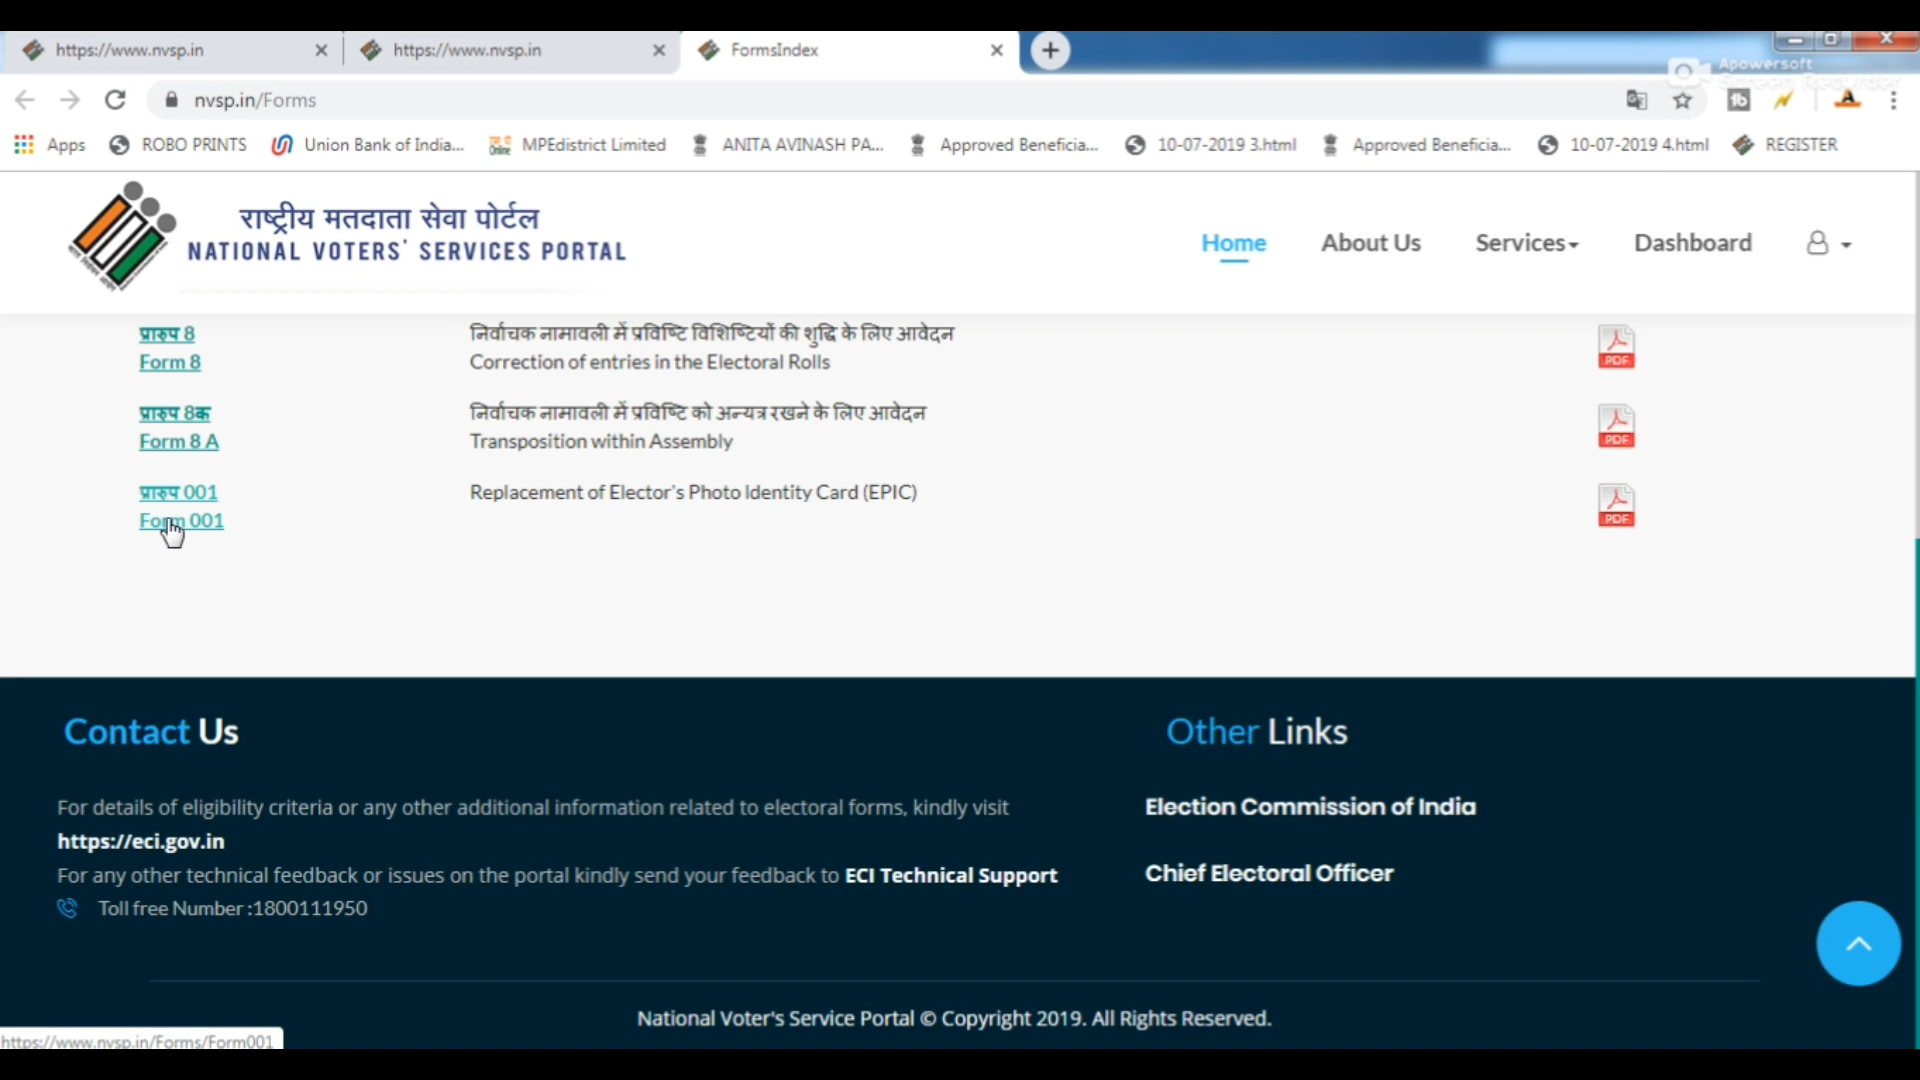 https://www.nvsp.in
https://www.nvsp.in
FormsIndex
Apowersoft
Screen Recorder
nvsp.in/Forms
Apps
ROBO PRINTS
Union Bank of India...
MPEdistrict Limited
ANITA AVINASH PA...
Approved Beneficia...
10-07-2019 3.html
Approved Beneficia...
10-07-2019 4.html
REGISTER
राष्ट्रीय मतदाता सेवा पोर्टल
NATIONAL VOTERS' SERVICES PORTAL
Home
About Us
Services
Dashboard
प्रारुप 8
निर्वाचक नामावली में प्रविष्टि विशिष्टियों की शुद्धि के लिए आवेदन
Form 8
Correction of entries in the Electoral Rolls
PDF
प्रारुप 8क
निर्वाचक नामावली में प्रविष्टि को अन्यत्र रखने के लिए आवेदन
Form 8 A
Transposition within Assembly
PDF
प्रारुप 001
Replacement of Elector's Photo Identity Card (EPIC)
Form 001
PDF
Contact Us
For details of eligibility criteria or any other additional information related to electoral forms, kindly visit
https://eci.gov.in
For any other technical feedback or issues on the portal kindly send your feedback to ECI Technical Support
Toll free Number :1800111950
Other Links
Election Commission of India
Chief Electoral Officer
National Voter's Service Portal © Copyright 2019. All Rights Reserved.
https://www.nvsp.in/Forms/Form001